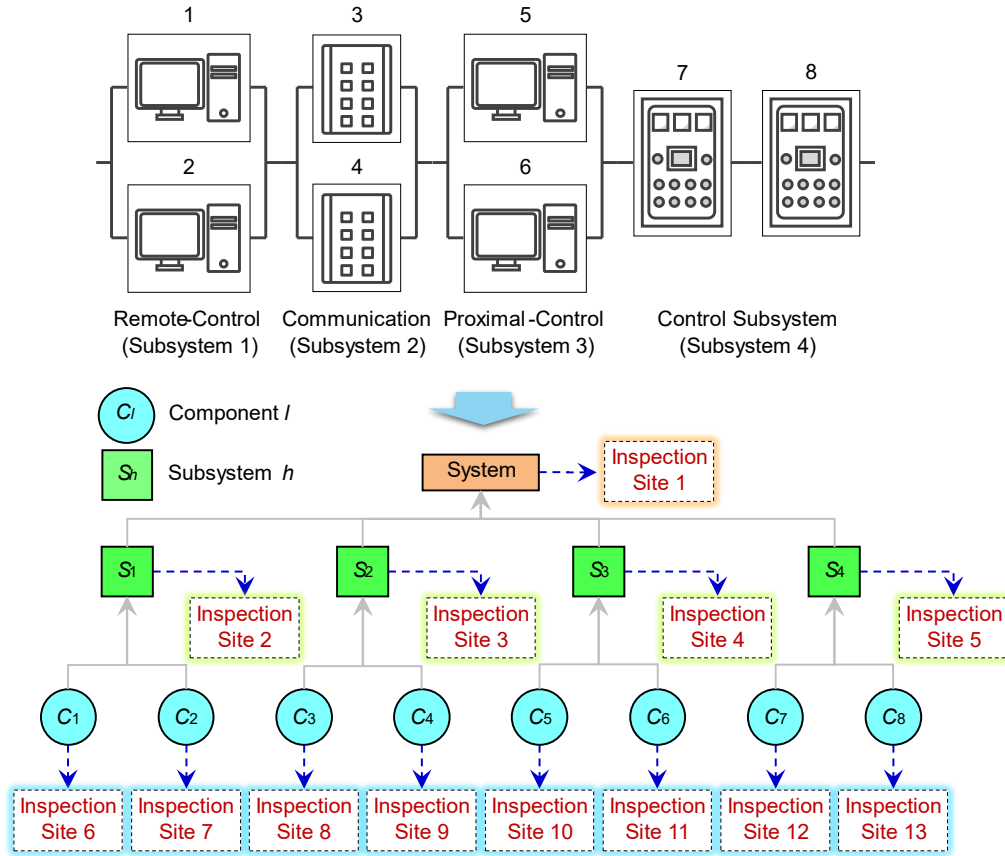 1
3
5
7
8
2
4
6
Remote-Control
(Subsystem 1)
Communication
(Subsystem 2)
Proximal-Control
(Subsystem 3)
Control Subsystem
(Subsystem 4)
Cl Component l
Sh Subsystem h
System
Inspection
Site 1
S1
S2
S3
S4
Inspection
Site 2
Inspection
Site 3
Inspection
Site 4
Inspection
Site 5
C1
C2
C3
C4
C5
C6
C7
C8
Inspection
Site 6
Inspection
Site 7
Inspection
Site 8
Inspection
Site 9
Inspection
Site 10
Inspection
Site 11
Inspection
Site 12
Inspection
Site 13